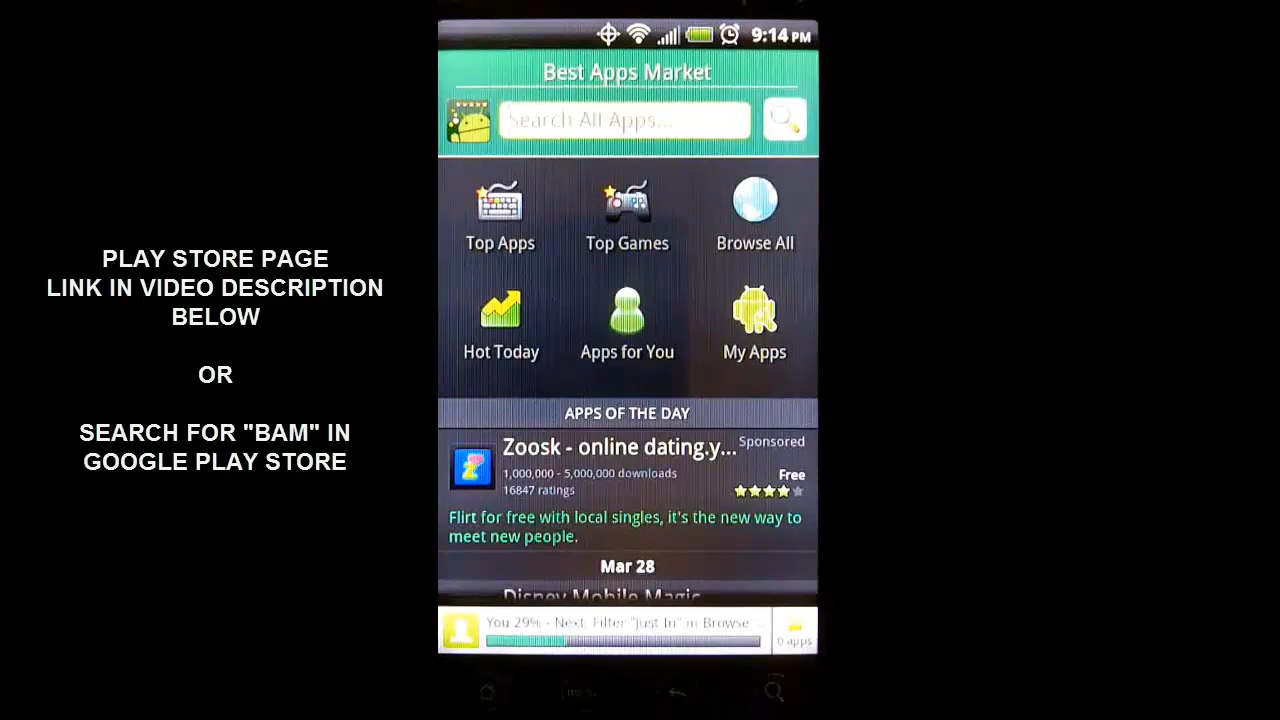 PLAY STORE PAGE
LINK IN VIDEO DESCRIPTION
BELOW
OR
SEARCH FOR "BAM" IN
GOOGLE PLAY STORE
9:14 PM
Best Apps Market
Search All Apps...
Top Apps
Top Games
Browse All
Hot Today
Apps for You
My Apps
APPS OF THE DAY
Zoosk - online dating.y...
Sponsored
1,000,000 - 5,000,000 downloads
Free
16847 ratings
Flirt for free with local singles, it's the new way to
meet new people.
Mar 28
Disney Mobile Magic
You 29% - Next: Filter "Just In" in Browse ...
0 apps